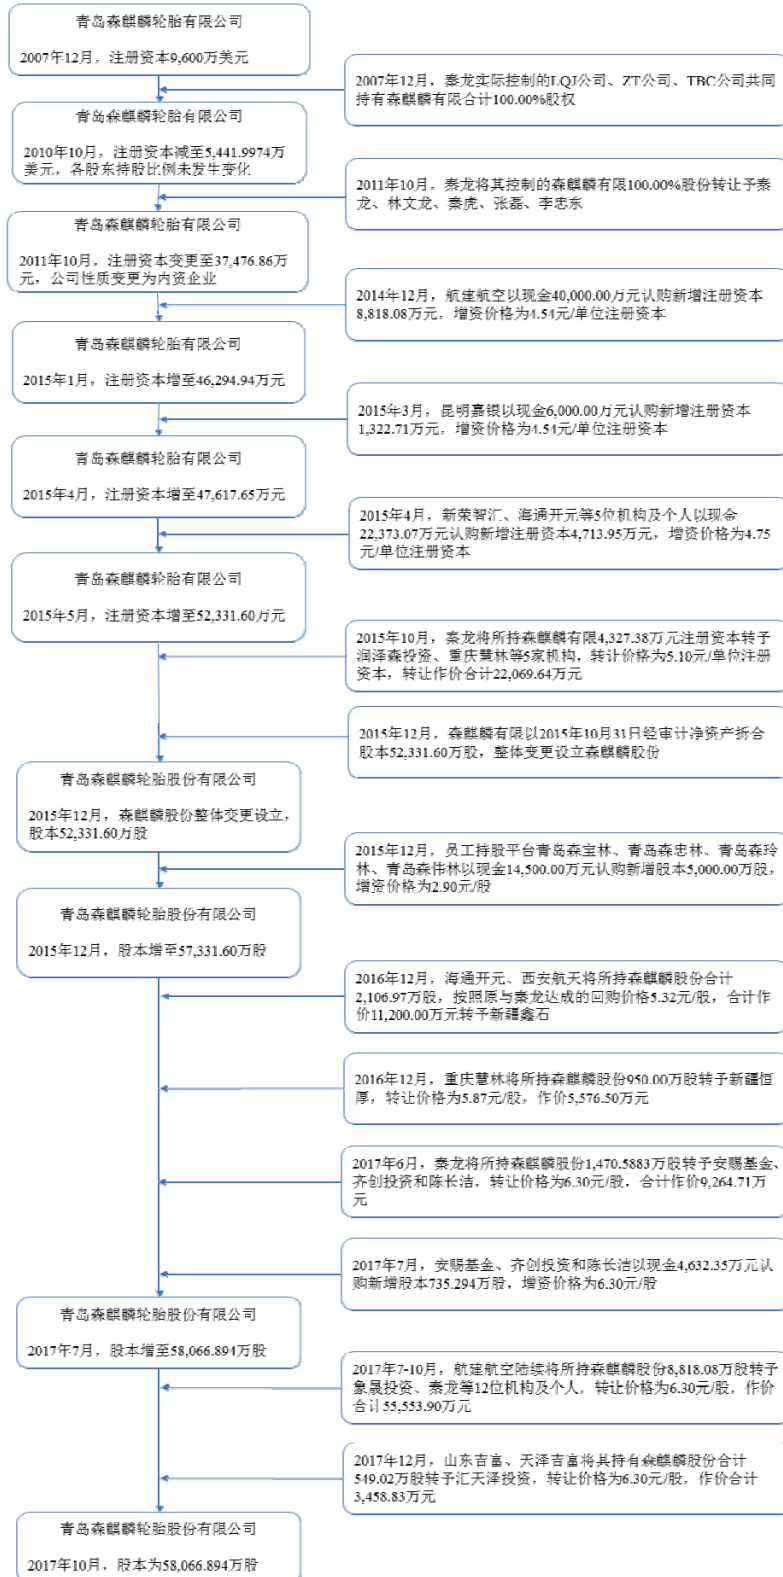 青岛森麒麟轮胎有限公司
2007年12月，注册资本9,600万美元
2007年12月，秦龙实际控制的LQJ公司、ZT公司、TBC公司共同
持有森麒麟有限合计100.00%股权
青岛森麒麟轮胎有限公司
2010年10月，注册资本减至5,441.9974万
美元，各股东持股比例未发生变化
2011年10月，秦龙将其控制的森麒麟有限100.00%股份转让予秦
龙、林文龙、秦虎、张磊、李忠东
青岛森麒麟轮胎有限公司
2011年10月，注册资本变更至37,476.86万
元，公司性质变更为内资企业
2014年12月，航建航空以现金40,000.00万元认购新增注册资本
8,818.08万元，增资价格为4.54元/单位注册资本
青岛森麒麟轮胎有限公司
2015年1月，注册资本增至46,294.94万元
2015年3月，昆明嘉银以现金6,000.00万元认购新增注册资本
1,322.71万元，增资价格为4.54元/单位注册资本
青岛森麒麟轮胎有限公司
2015年4月，注册资本增至47,617.65万元
2015年4月，新荣智汇、海通开元等5位机构及个人以现金
22,373.07万元认购新增注册资本4,713.95万元，增资价格为4.75
元/单位注册资本
青岛森麒麟轮胎有限公司
2015年5月，注册资本增至52,331.60万元
2015年10月，秦龙将所持森麒麟有限4,327.38万元注册资本转予
润泽森投资、重庆慧林等5家机构，转让价格为5.10元/单位注册
资本，转让作价合计22,069.64万元
2015年12月，森麒麟有限以2015年10月31日经审计净资产折合
股本52,331.60万股，整体变更设立森麒麟股份
青岛森麒麟轮胎股份有限公司
2015年12月，森麒麟股份整体变更设立，
股本52,331.60万股
2015年12月，员工持股平台青岛森宝林、青岛森忠林、青岛森玲
林、青岛森伟林以现金14,500.00万元认购新增股本5,000.00万股，
增资价格为2.90元/股
青岛森麒麟轮胎股份有限公司
2015年12月，股本增至57,331.60万股
2016年12月，海通开元、西安航天将所持森麒麟股份合计
2,106.97万股，按照原与秦龙达成的回购价格5.32元/股，合计作
价11,200.00万元转予新疆鑫石
2016年12月，重庆慧林将所持森麒麟股份950.00万股转予新疆恒
厚，转让价格为5.87元/股，作价5,576.50万元
2017年6月，秦龙将所持森麒麟股份1,470.5883万股转予安赐基金、
齐创投资和陈长洁，转让价格为6.30元/股，合计作价9,264.71万
元
2017年7月，安赐基金、齐创投资和陈长洁以现金4,632.35万元认
购新增股本735.294万股，增资价格为6.30元/股
青岛森麒麟轮胎股份有限公司
2017年7月，股本增至58,066.894万股
2017年7-10月，航建航空陆续将所持森麒麟股份8,818.08万股转予
象晟投资、秦龙等12位机构及个人，转让价格为6.30元/股，作价
合计55,553.90万元
2017年12月，山东吉富、天泽吉富将其持有森麒麟股份合计
549.02万股转予汇天泽投资，转让价格为6.30元/股，作价合计
3,458.83万元
青岛森麒麟轮胎股份有限公司
2017年10月，股本为58,066.894万股